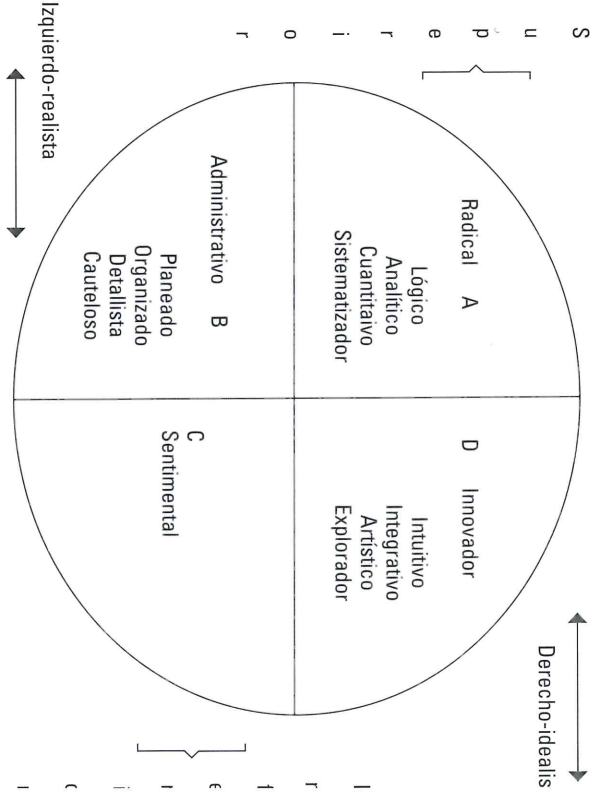 Derecho-idealis
Superior
Radical A
Lógico
Analítico
Cuantitaivo
Sistematizador
D Innovador
Intuitivo
Integrativo
Artístico
Explorador
Administrativo B
Planeado
Organizado
Detallista
Cauteloso
C
Sentimental
Izquierdo-realista